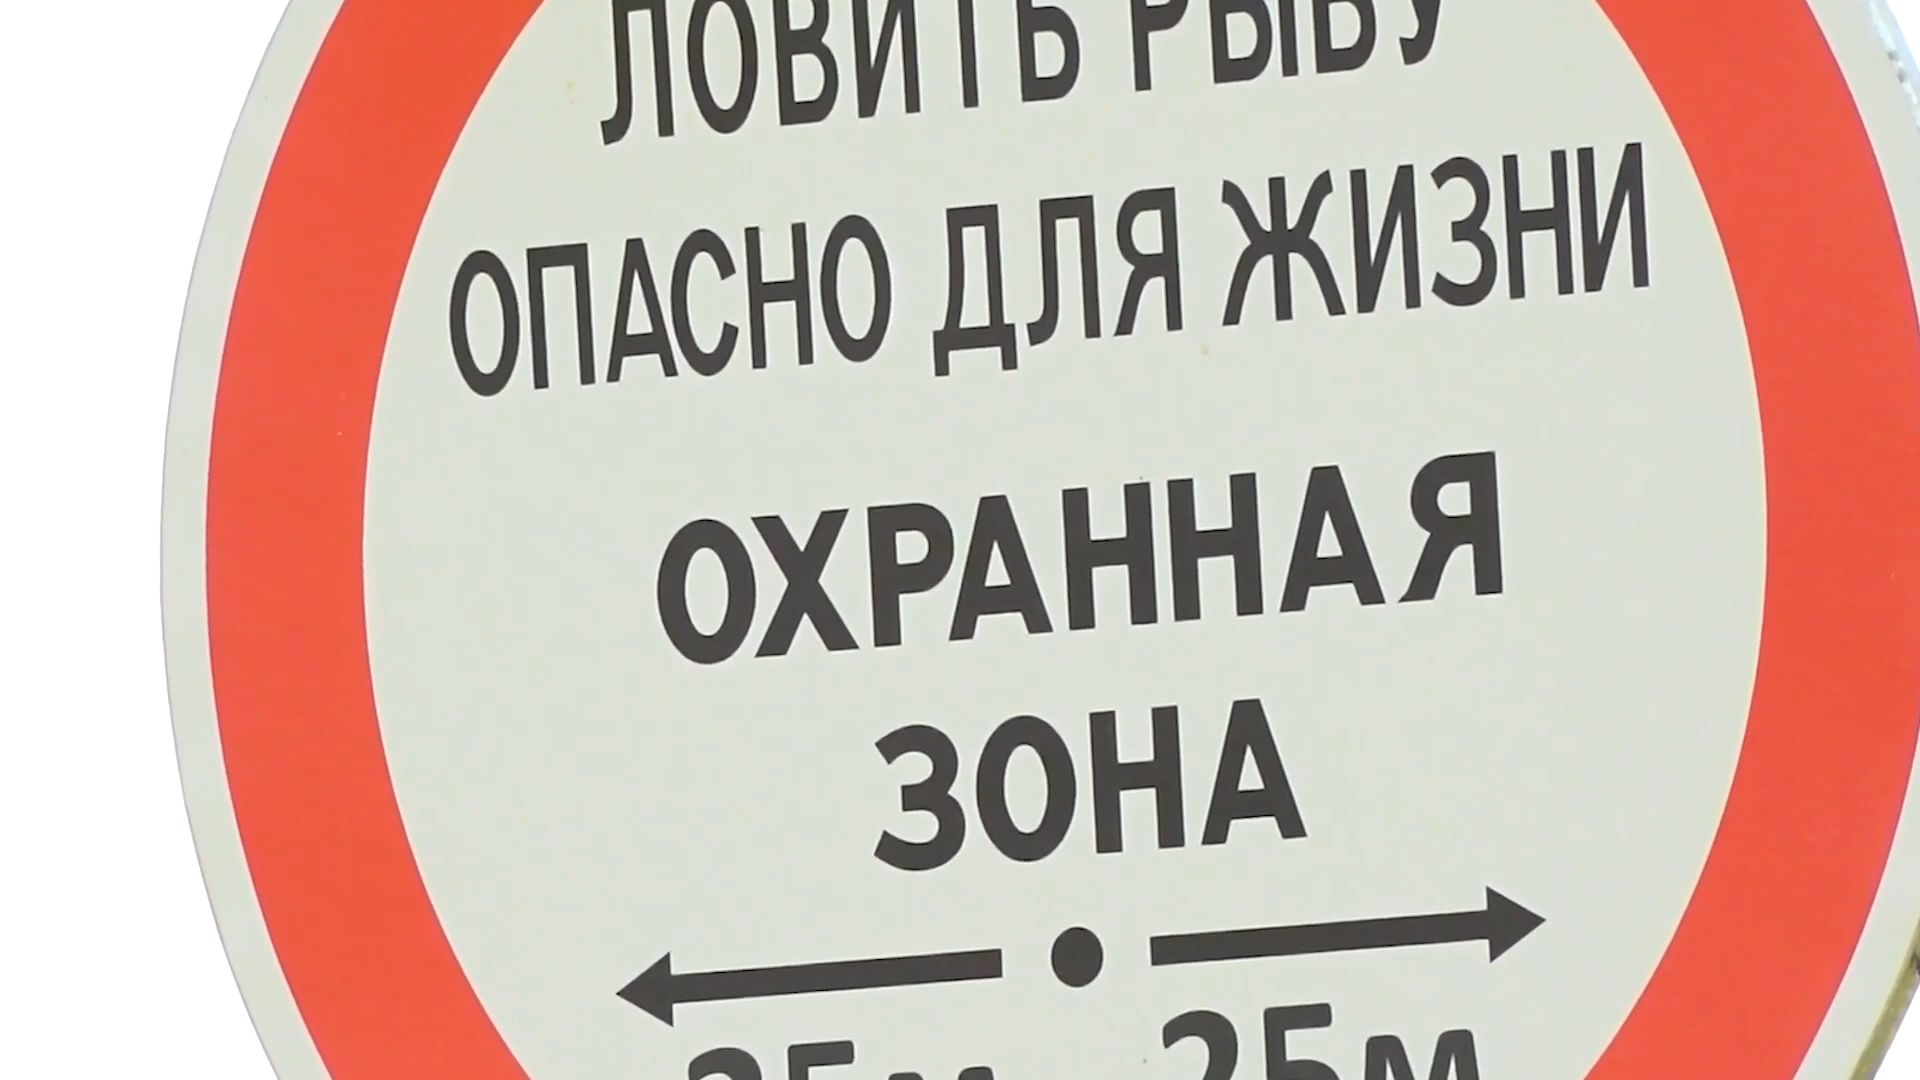 ЛОВИТЬ РЫБУ
ОПАСНО ДЛЯ ЖИЗНИ
ОХРАННАЯ
ЗОНА
25м 25м